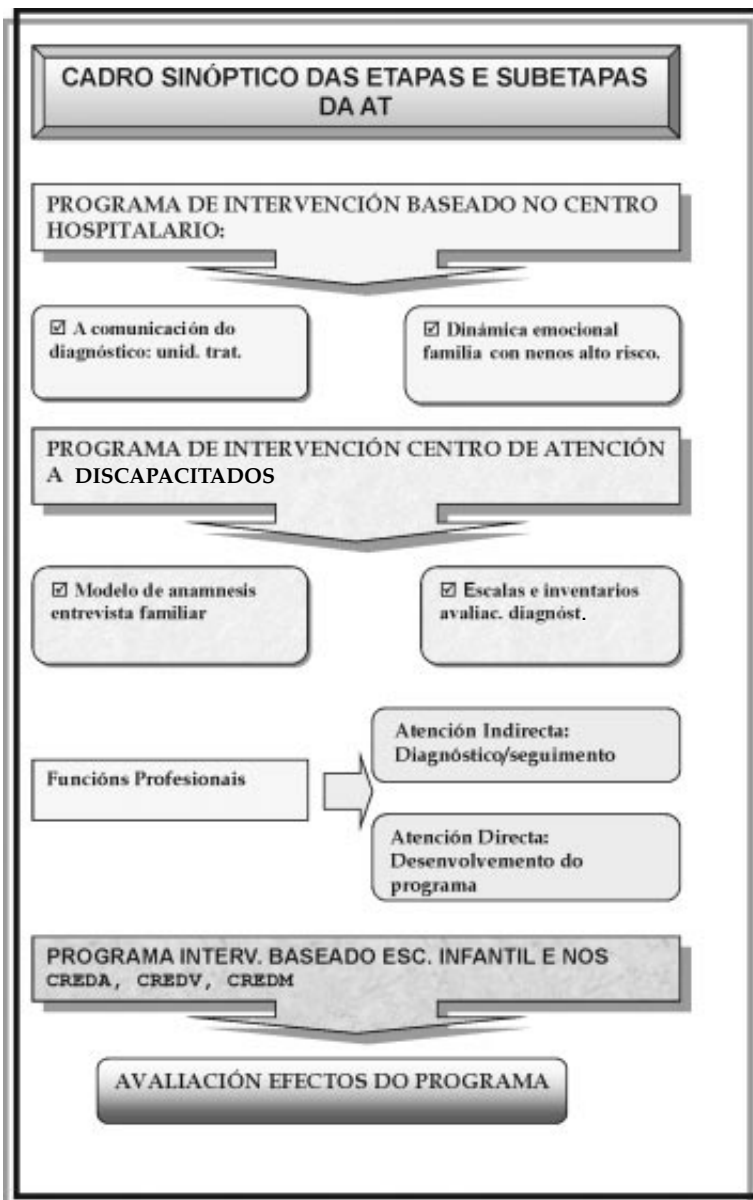 CADRO SINÓPTICO DAS ETAPAS E SUBETAPAS
DA AT
PROGRAMA DE INTERVENCIÓN BASEADO NO CENTRO
HOSPITALARIO:
☑ A comunicación do
diagnóstico: unid. trat.
☑ Dinámica emocional
familia con nenos alto risco.
PROGRAMA DE INTERVENCIÓN CENTRO DE ATENCIÓN
A DISCAPACITADOS
☑ Modelo de anamnesis
entrevista familiar
☑ Escalas e inventarios
avaliac. diagnóst.
Funcións Profesionais
Atención Indirecta:
Diagnóstico/seguimento
Atención Directa:
Desenvolvemento do
programa
PROGRAMA INTERV. BASEADO ESC. INFANTIL E NOS
CREDA, CREDV, CREDM
AVALIACIÓN EFECTOS DO PROGRAMA